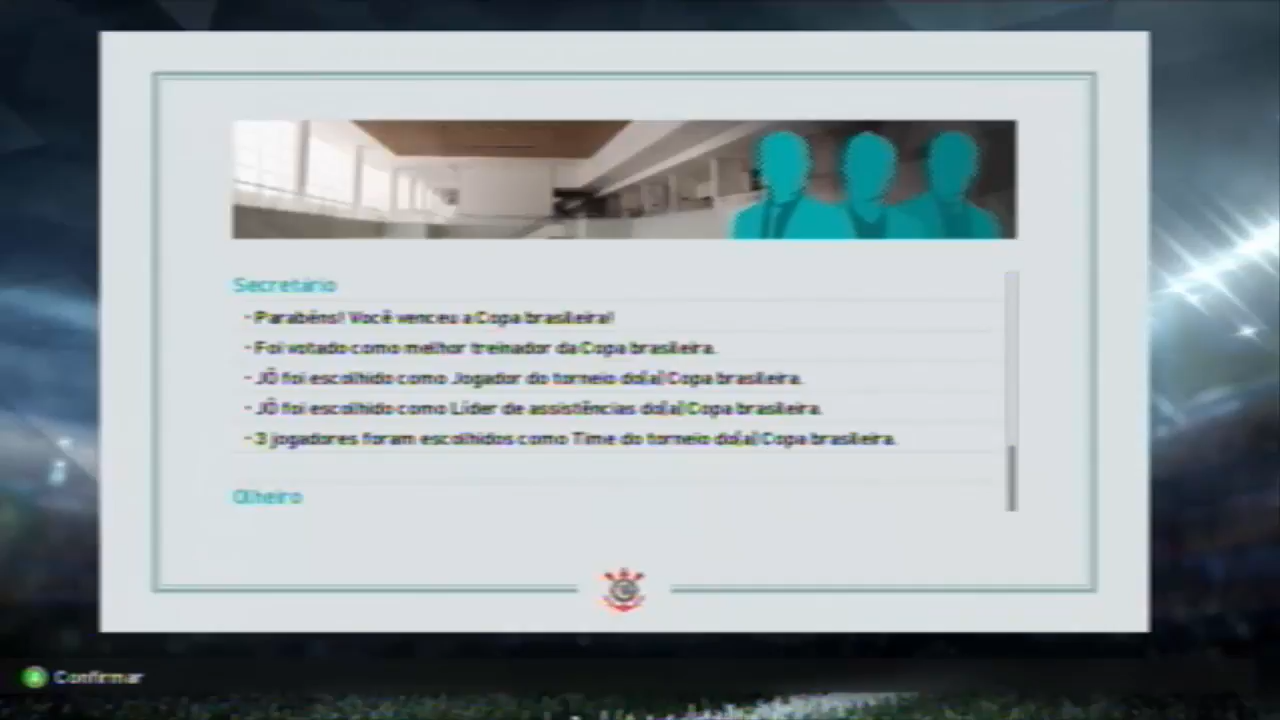 Secretário
- Parabéns! Você venceu a Copa brasileira!
- Foi votado como melhor treinador da Copa brasileira.
- JÔ foi escolhido como Jogador do torneio do(a) Copa brasileira.
- JÔ foi escolhido como Líder de assistências do(a) Copa brasileira.
- 3 jogadores foram escolhidos como Time do torneio do(a) Copa brasileira.
Olheiro
A Confirmar